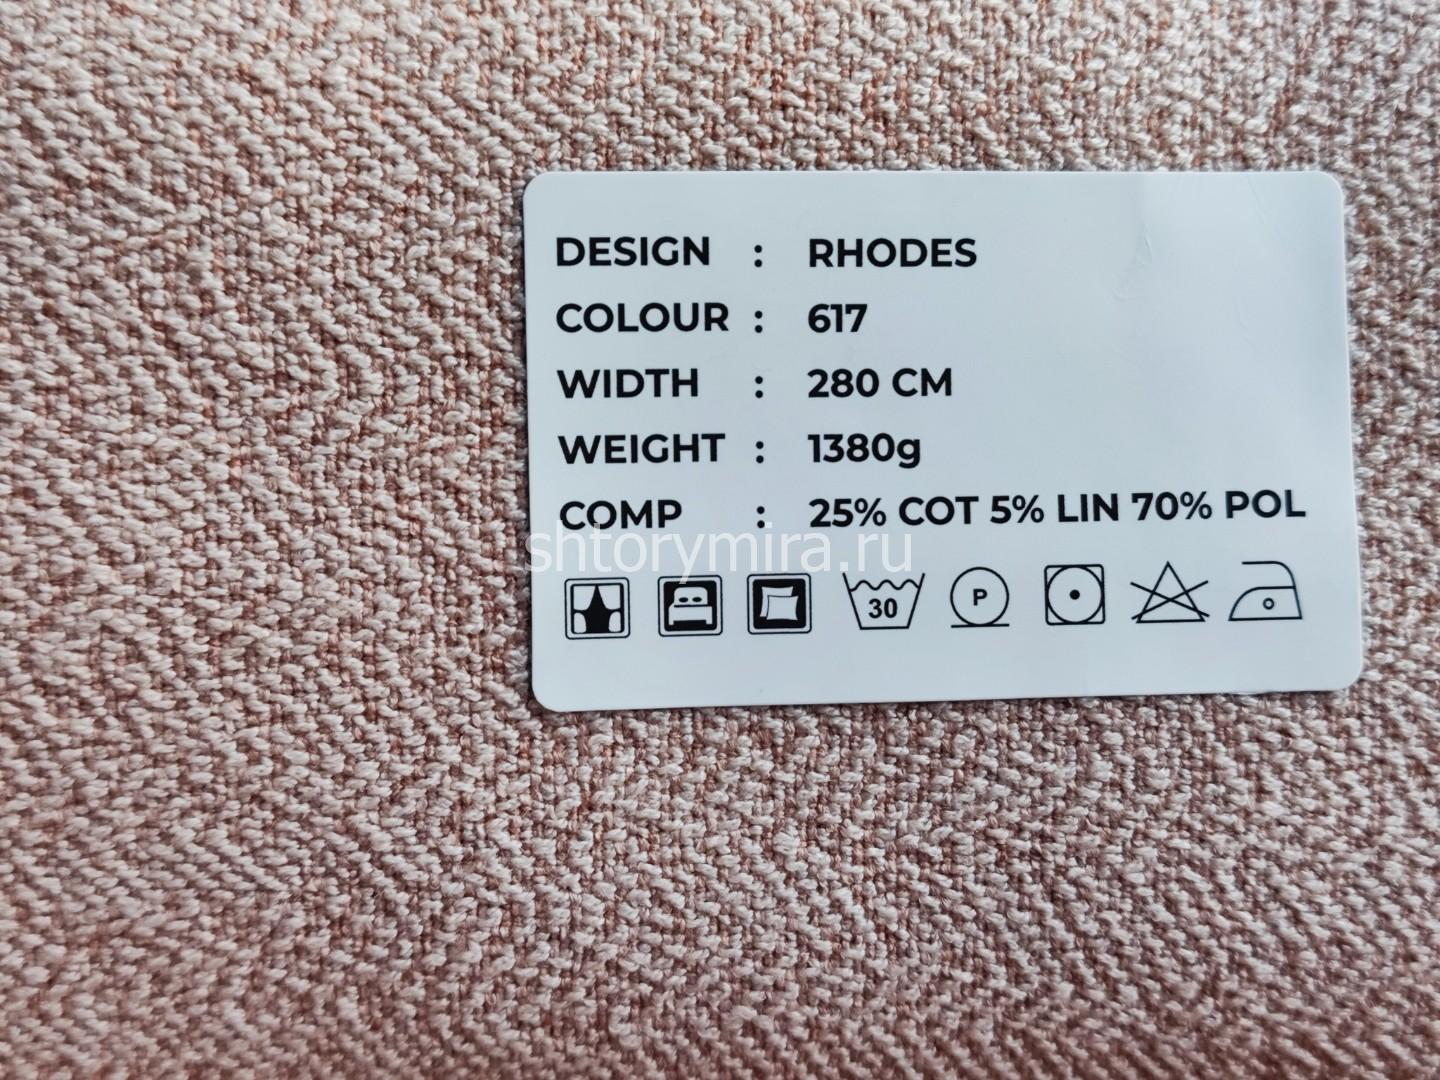 DESIGN : RHODES
COLOUR : 617
WIDTH : 280 CM
WEIGHT : 1380g
COMP : 25% COT 5% LIN 70% POL
shtorymira.ru
30 P